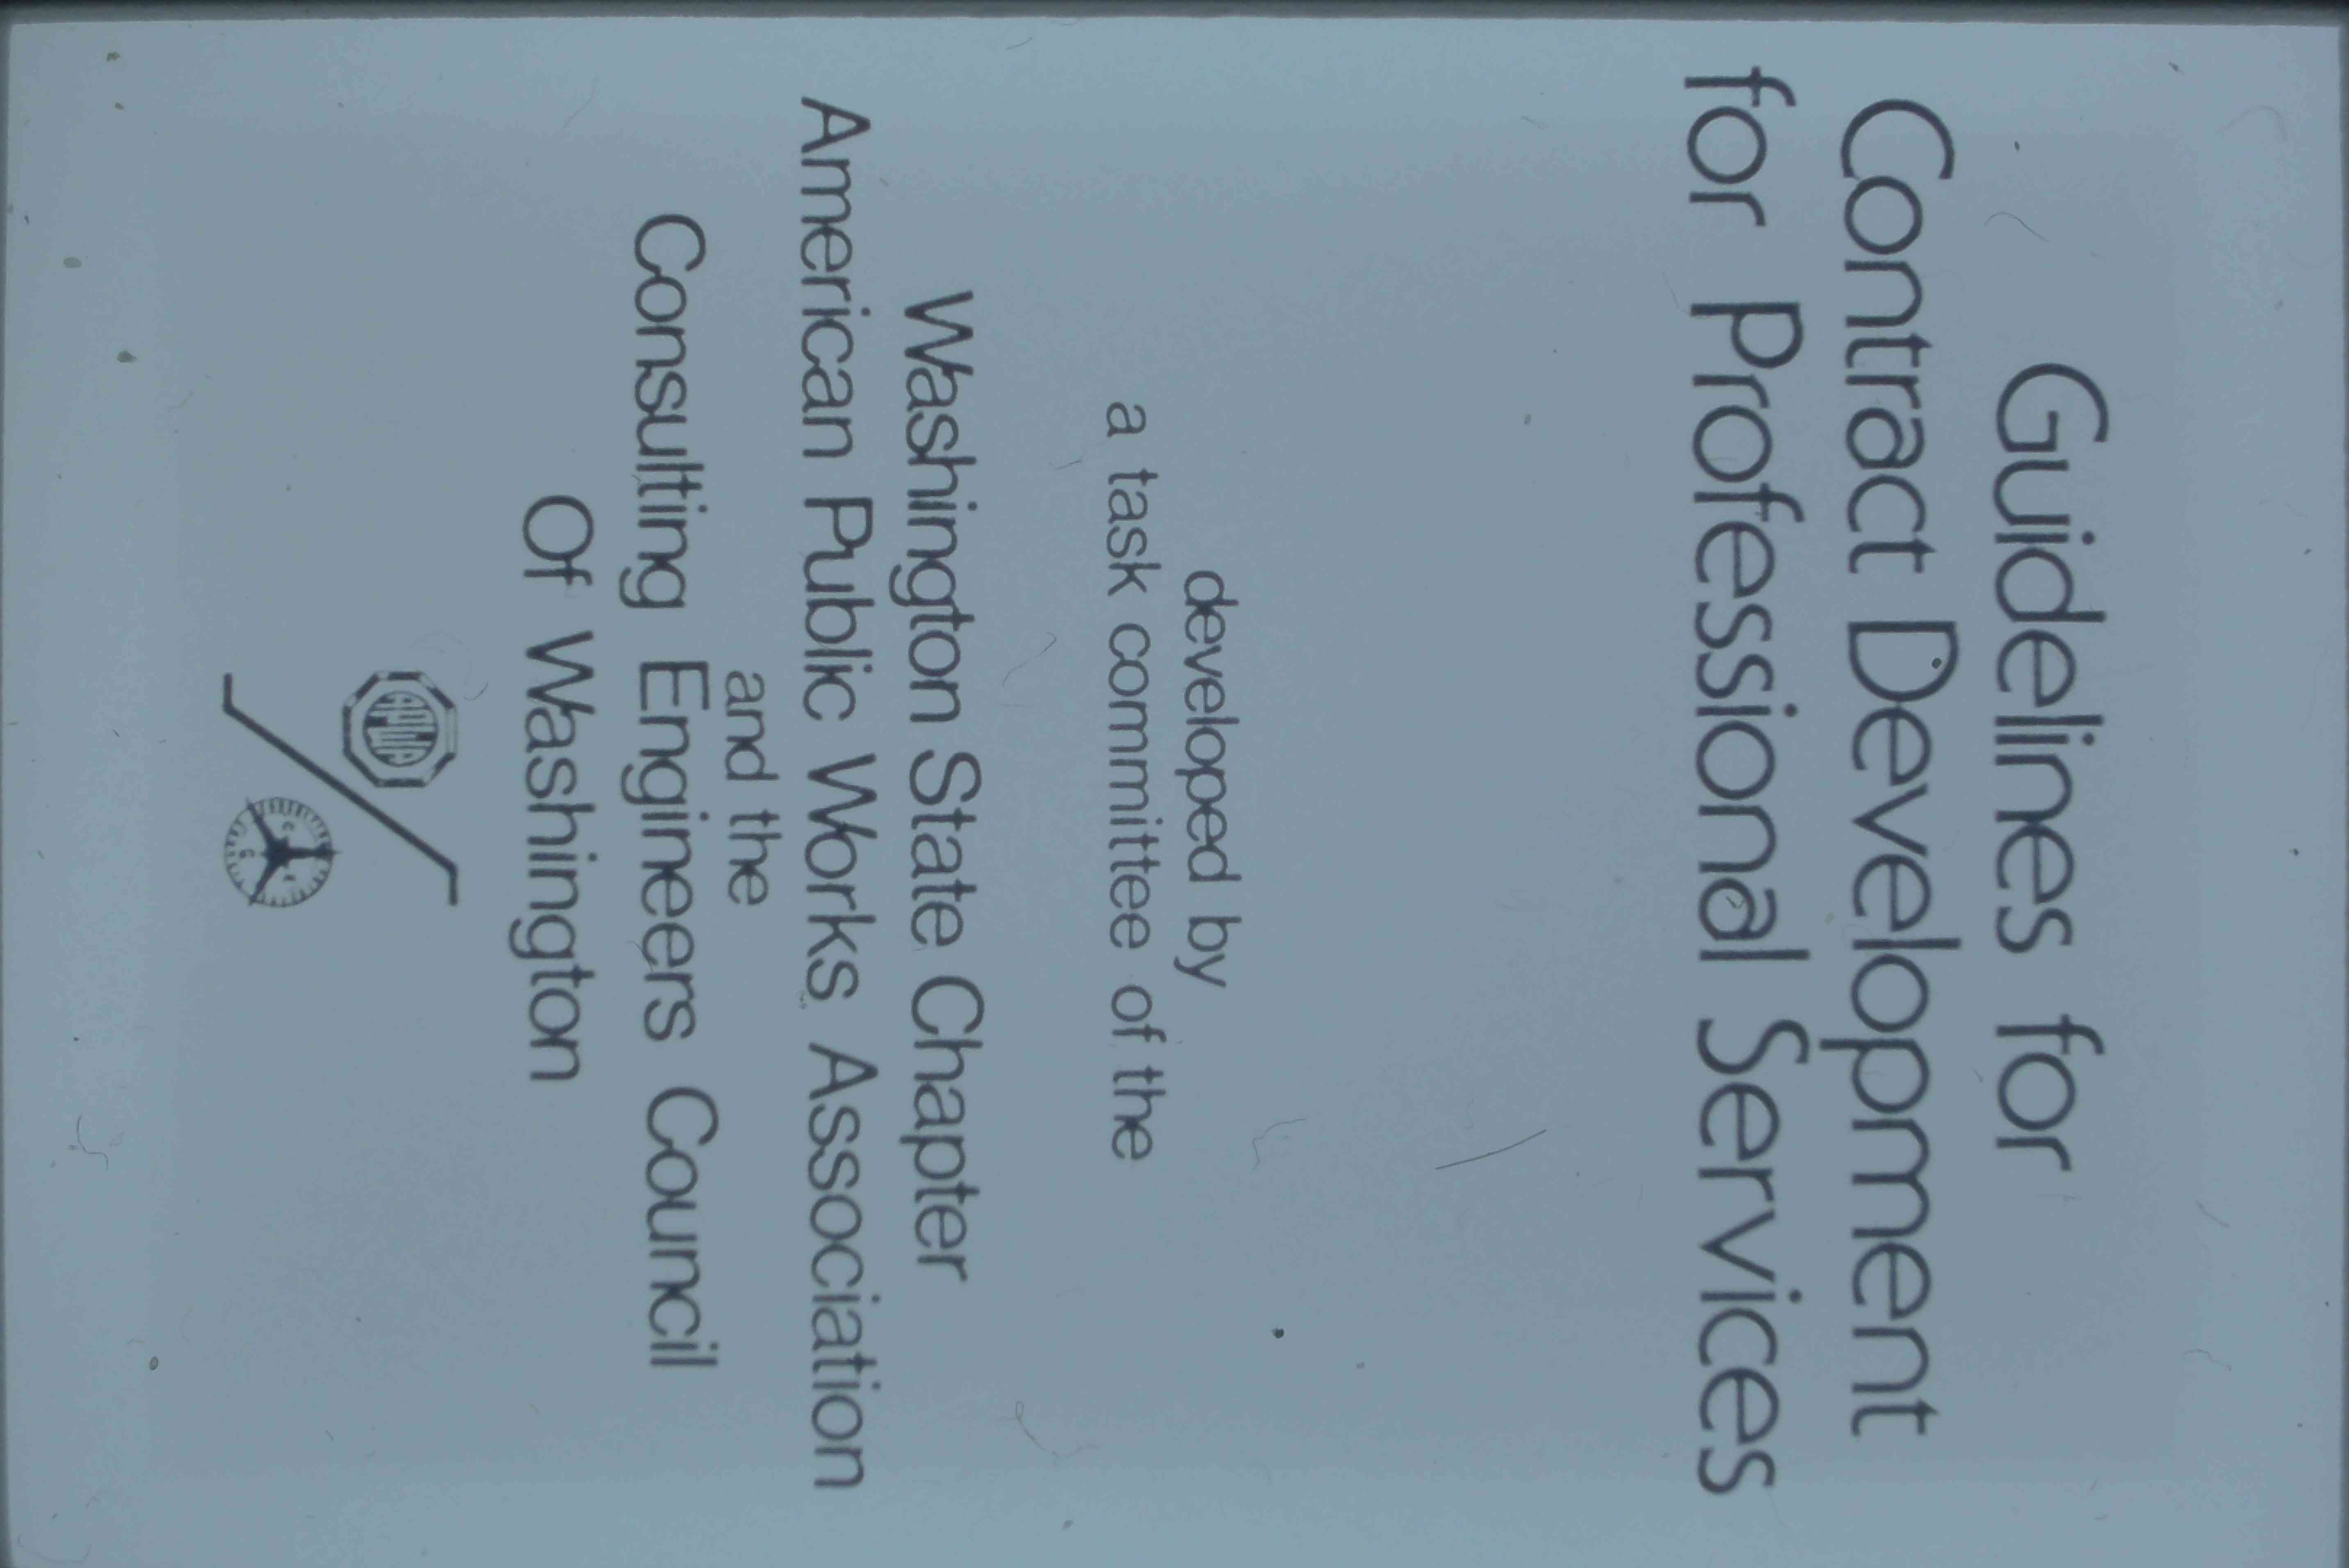 Guidelines for
Contract Development
for Professional Services
developed by
a task committee of the
Washington State Chapter
American Public Works Association
and the
Consulting Engineers Council
Of Washington